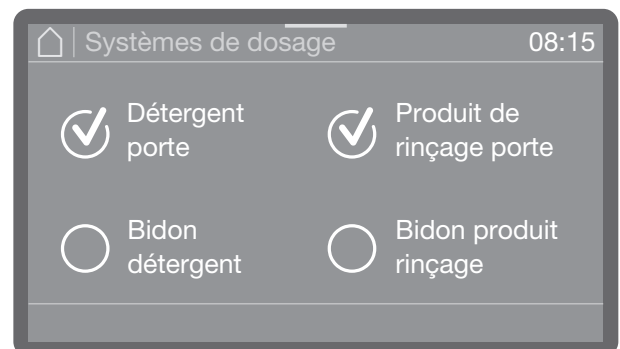 Systèmes de dosage 08:15
Détergent
porte
Produit de
rinçage porte
Bidon
détergent
Bidon produit
rinçage